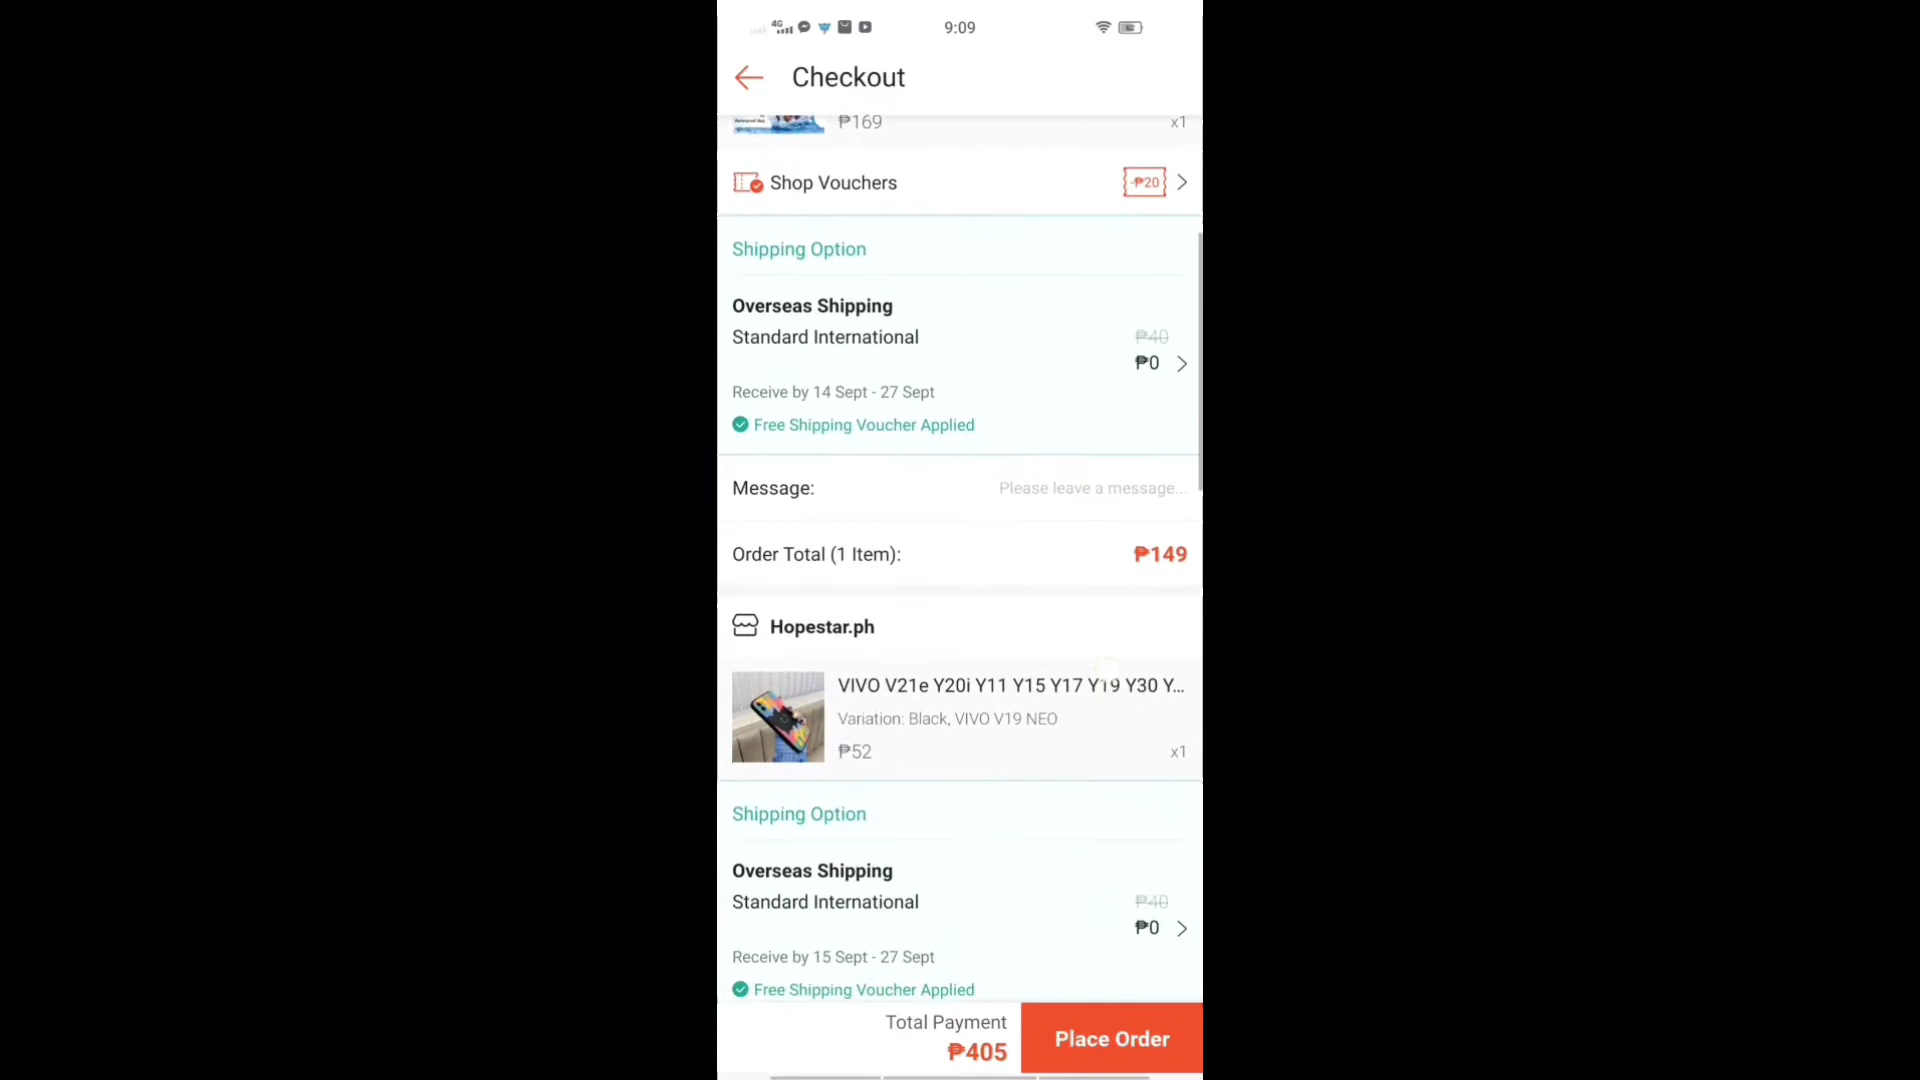 4G 9:09
Checkout
₱169 x1
Shop Vouchers -₱20
Shipping Option
Overseas Shipping
Standard International ₱40
₱0
Receive by 14 Sept - 27 Sept
Free Shipping Voucher Applied
Message: Please leave a message...
Order Total (1 Item): ₱149
Hopestar.ph
VIVO V21e Y20i Y11 Y15 Y17 Y19 Y30 Y...
Variation: Black, VIVO V19 NEO
₱52 x1
Shipping Option
Overseas Shipping
Standard International ₱40
₱0
Receive by 15 Sept - 27 Sept
Free Shipping Voucher Applied
Total Payment
₱405
Place Order